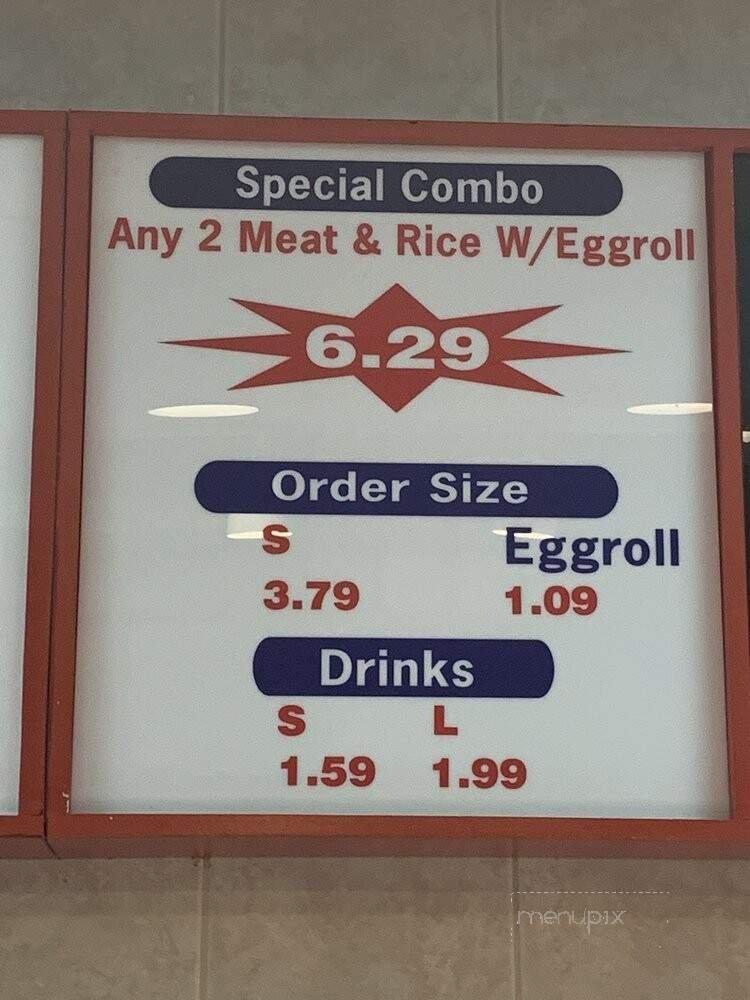 Special Combo
Any 2 Meat & Rice W/Eggroll
6.29
Order Size
S Eggroll
3.79 1.09
Drinks
S L
1.59 1.99
menupix